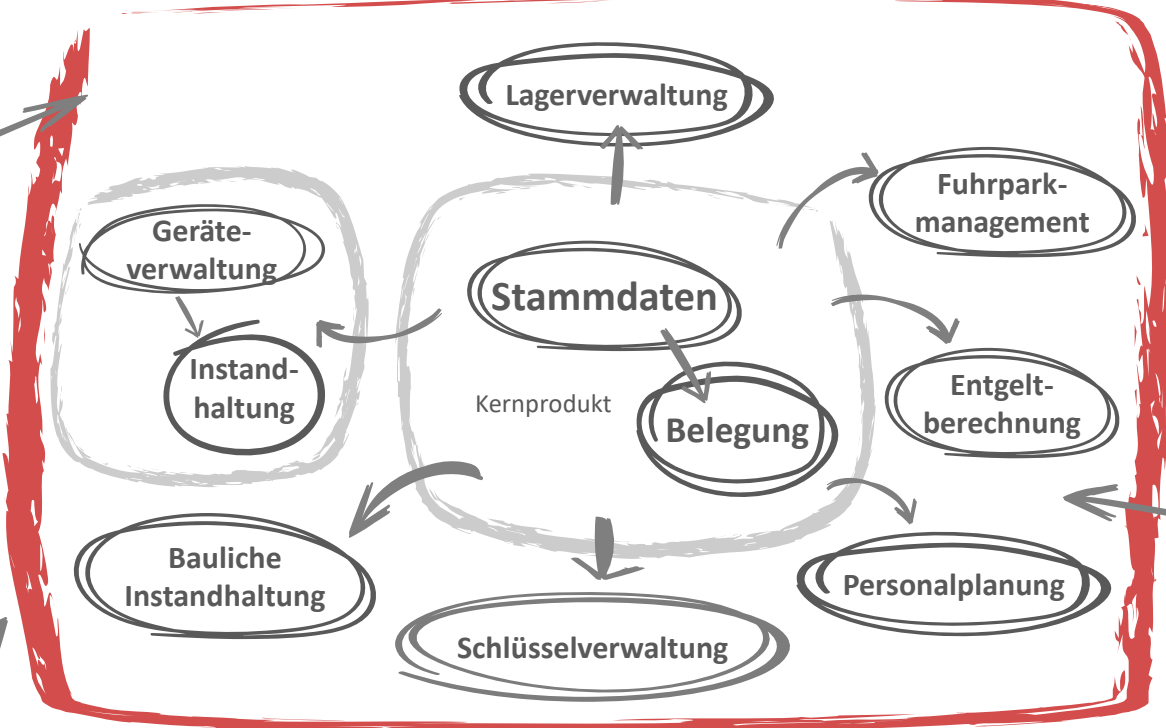 Lagerverwaltung
Fuhrpark-
management
Geräte-
verwaltung
Stammdaten
Instand-
haltung
Kernprodukt
Belegung
Entgelt-
berechnung
Bauliche
Instandhaltung
Personalplanung
Schlüsselverwaltung